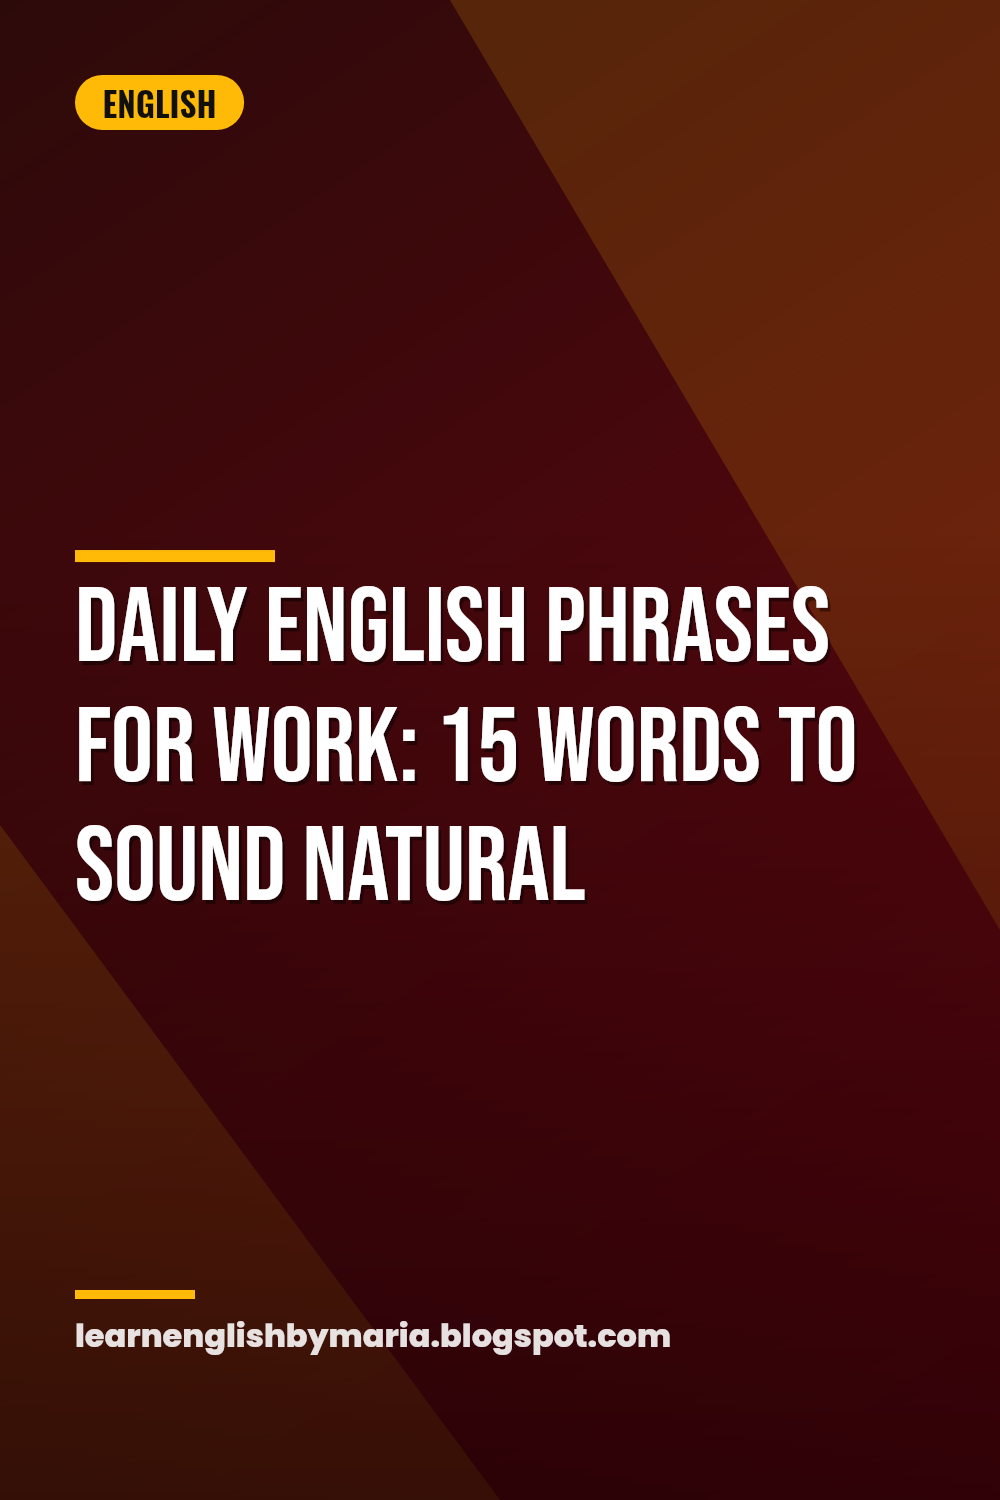 ENGLISH
DAILY ENGLISH PHRASES
FOR WORK: 15 WORDS TO
SOUND NATURAL
learnenglishbymaria.blogspot.com